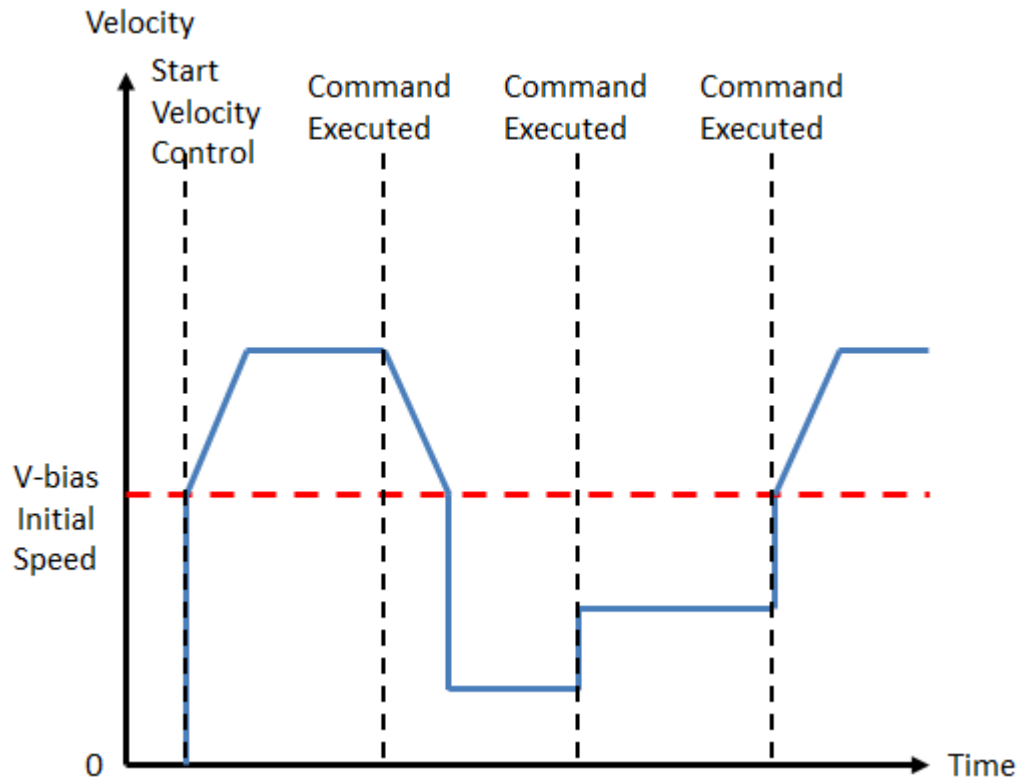 Velocity
Start
Velocity
Control
Command
Executed
Command
Executed
Command
Executed
V-bias
Initial
Speed
0
Time